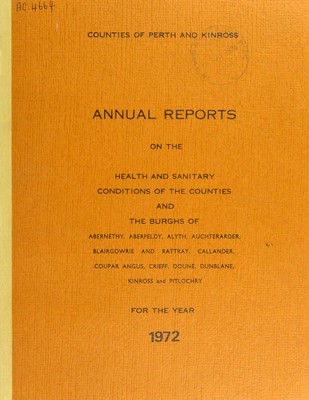 AC 4664
COUNTIES OF PERTH AND KINROSS
ANNUAL REPORTS
ON THE
HEALTH AND SANITARY
CONDITIONS OF THE COUNTIES
AND
THE BURGHS OF
ABERNETHY, ABERFELDY, ALYTH, AUCHTERARDER,
BLAIRGOWRIE AND RATTRAY, CALLANDER,
COUPAR ANGUS, CRIEFF, DOUNE, DUNBLANE,
KINROSS and PITLOCHRY
FOR THE YEAR
1972